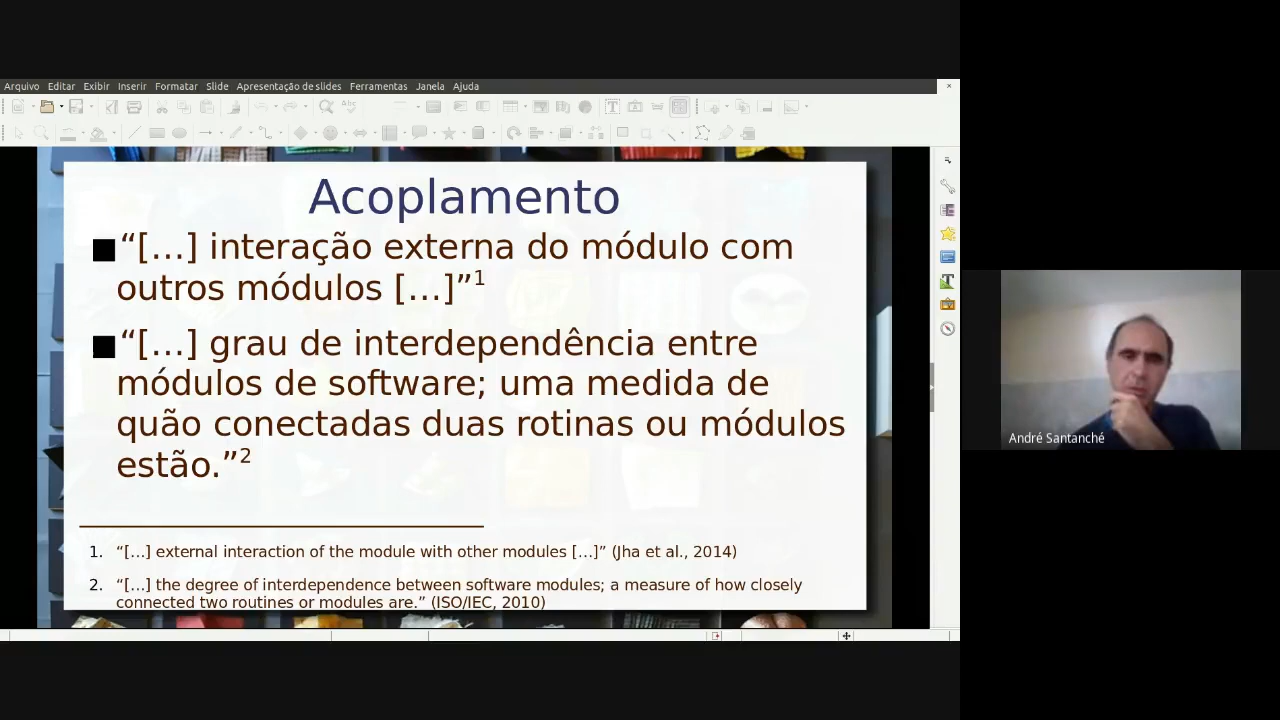 Arquivo Editar Exibir Inserir Formatar Slide Apresentação de slides Ferramentas Janela Ajuda
Acoplamento
■“[…] interação externa do módulo com
outros módulos […]”1
■“[…] grau de interdependência entre
módulos de software; uma medida de
quão conectadas duas rotinas ou módulos
estão.”2
1. “[…] external interaction of the module with other modules […]” (Jha et al., 2014)
2. “[…] the degree of interdependence between software modules; a measure of how closely
connected two routines or modules are.” (ISO/IEC, 2010)
André Santanchè